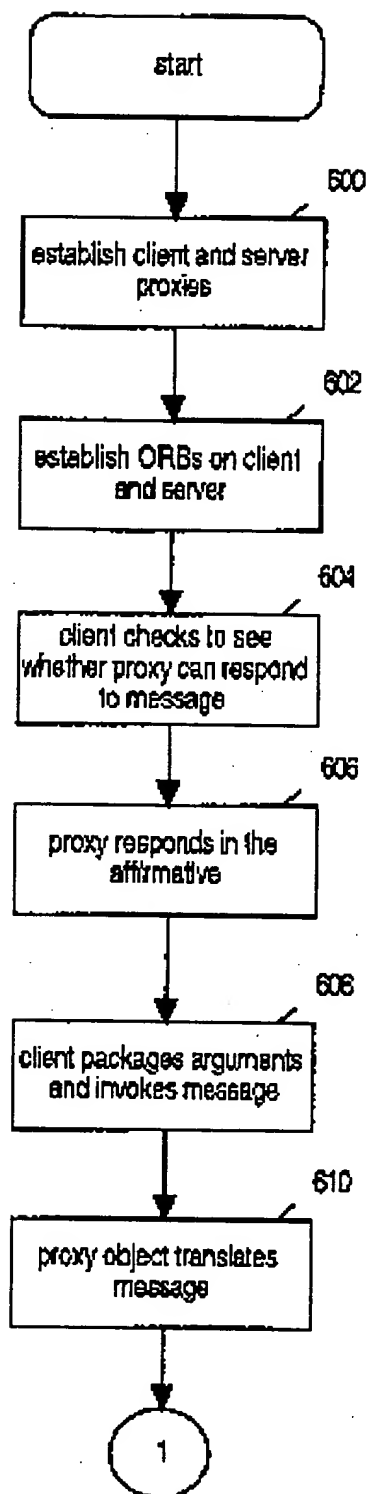 start
600
establish client and server
proxies
602
establish ORBs on client
and server
604
client checks to see
whether proxy can respond
to message
606
proxy responds in the
affirmative
608
client packages arguments
and invokes message
610
proxy object translates
message
1